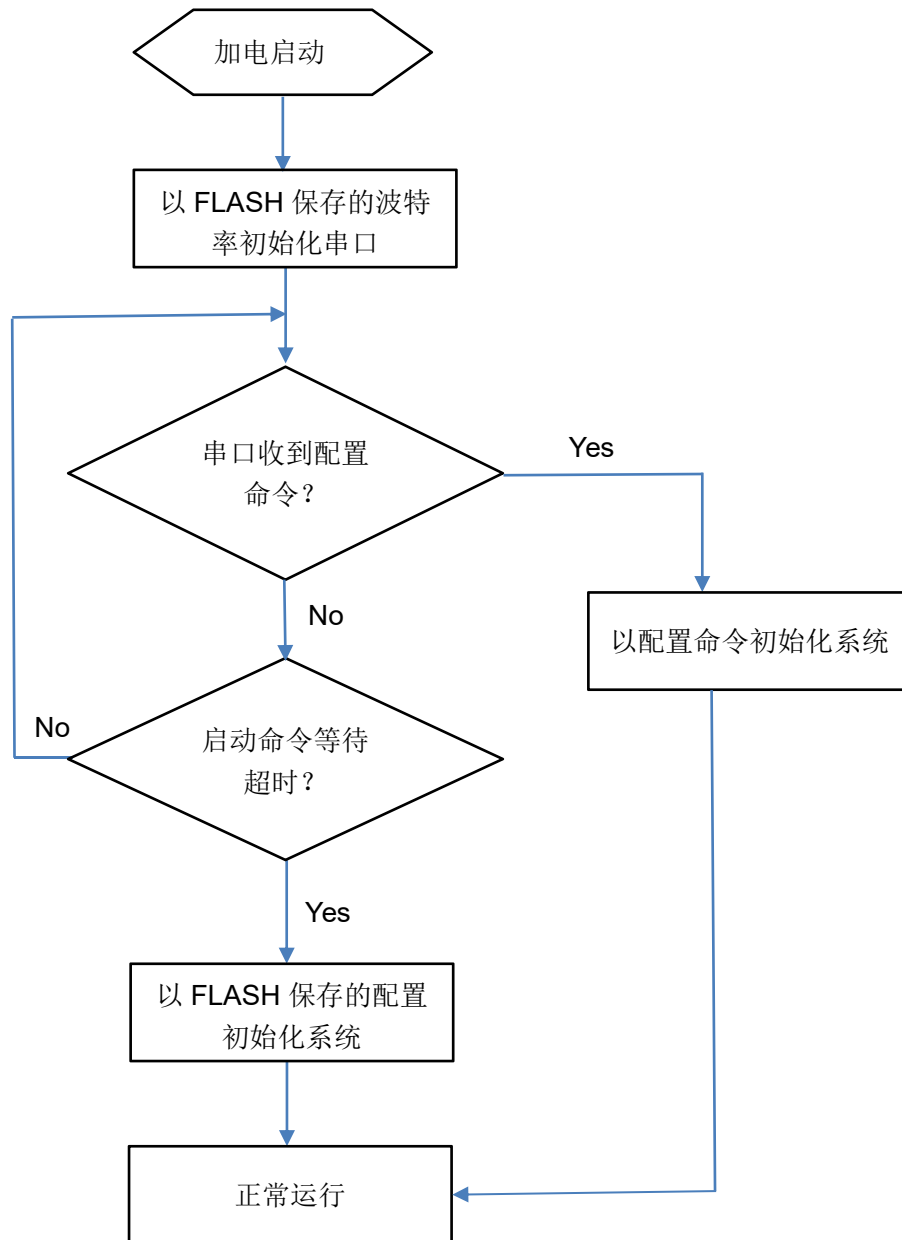 加电启动
以 FLASH 保存的波特
率初始化串口
串口收到配置
命令？
Yes
No
以配置命令初始化系统
No
启动命令等待
超时？
Yes
以 FLASH 保存的配置
初始化系统
正常运行